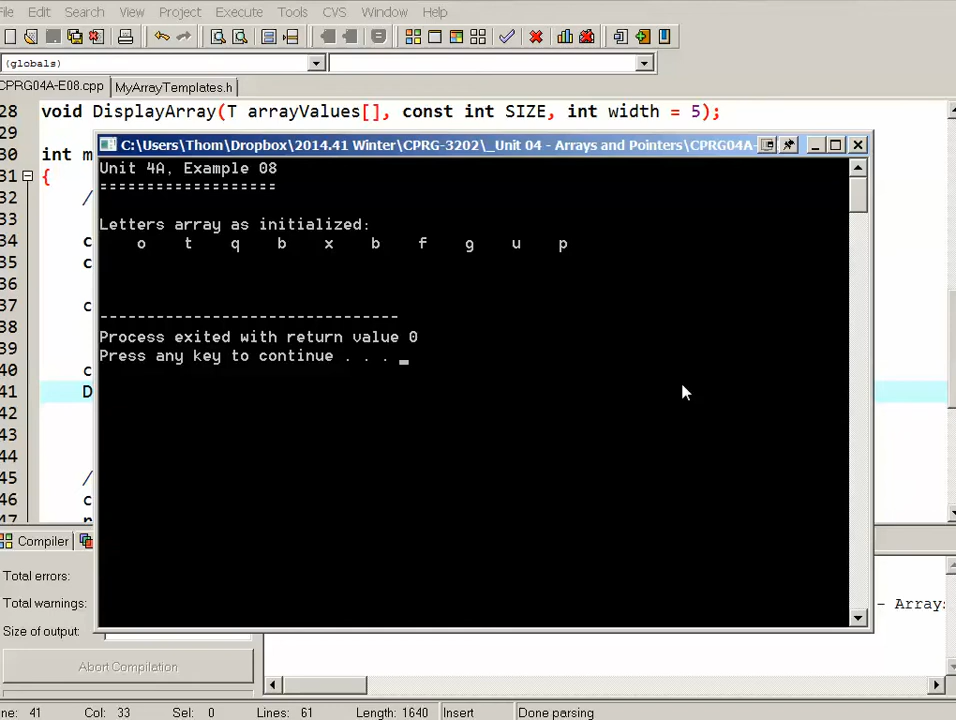 File Edit Search View Project Execute Tools CVS Window Help
(globals)
CPRG04A-E08.cpp MyArrayTemplates.h
28 void DisplayArray(T arrayValues[], const int SIZE, int width = 5);
29
C:\Users\Thom\Dropbox\2014.41 Winter\CPRG-3202\_Unit 04 - Arrays and Pointers\CPRG04A-
30 int m
Unit 4A, Example 08
-------------------
31 {
32 /
33
Letters array as initialized:
34 c
o t q b x b f g u p
35 c
36
37 c
--------------------------------
38
Process exited with return value 0
39
Press any key to continue . . . _
40 c
41 D
42
43
44
45 /
46 c
47
Compiler
Total errors:
Total warnings:
- Arrays
Size of output:
Abort Compilation
ne: 41 Col: 33 Sel: 0 Lines: 61 Length: 1640 Insert Done parsing